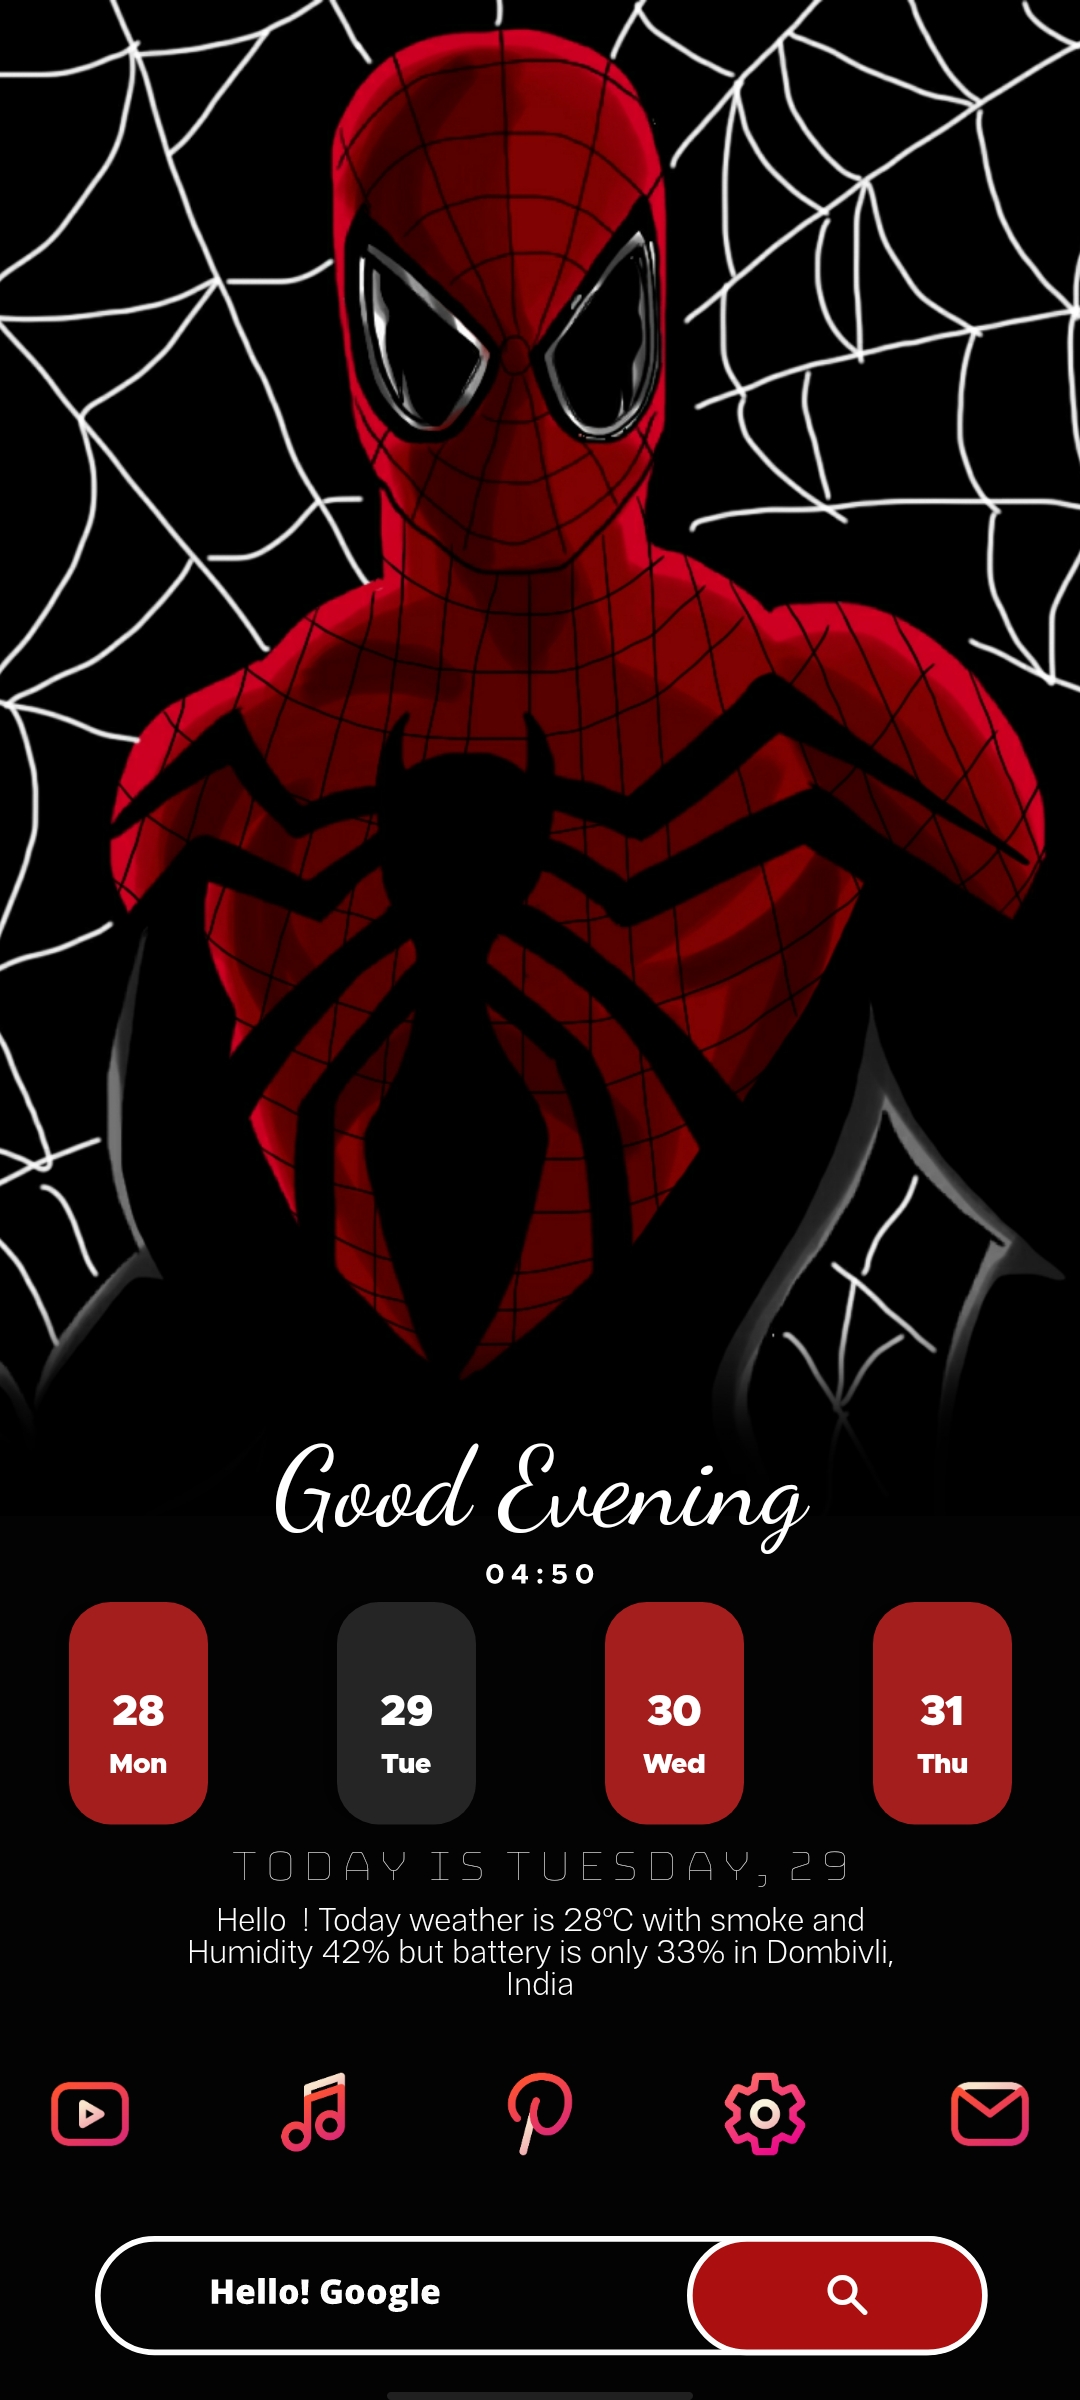 Good Evening
04:50
28 29 30 31
Mon Tue Wed Thu
TODAY IS TUESDAY, 29
Hello ! Today weather is 28°C with smoke and
Humidity 42% but battery is only 33% in Dombivli,
India
Hello! Google